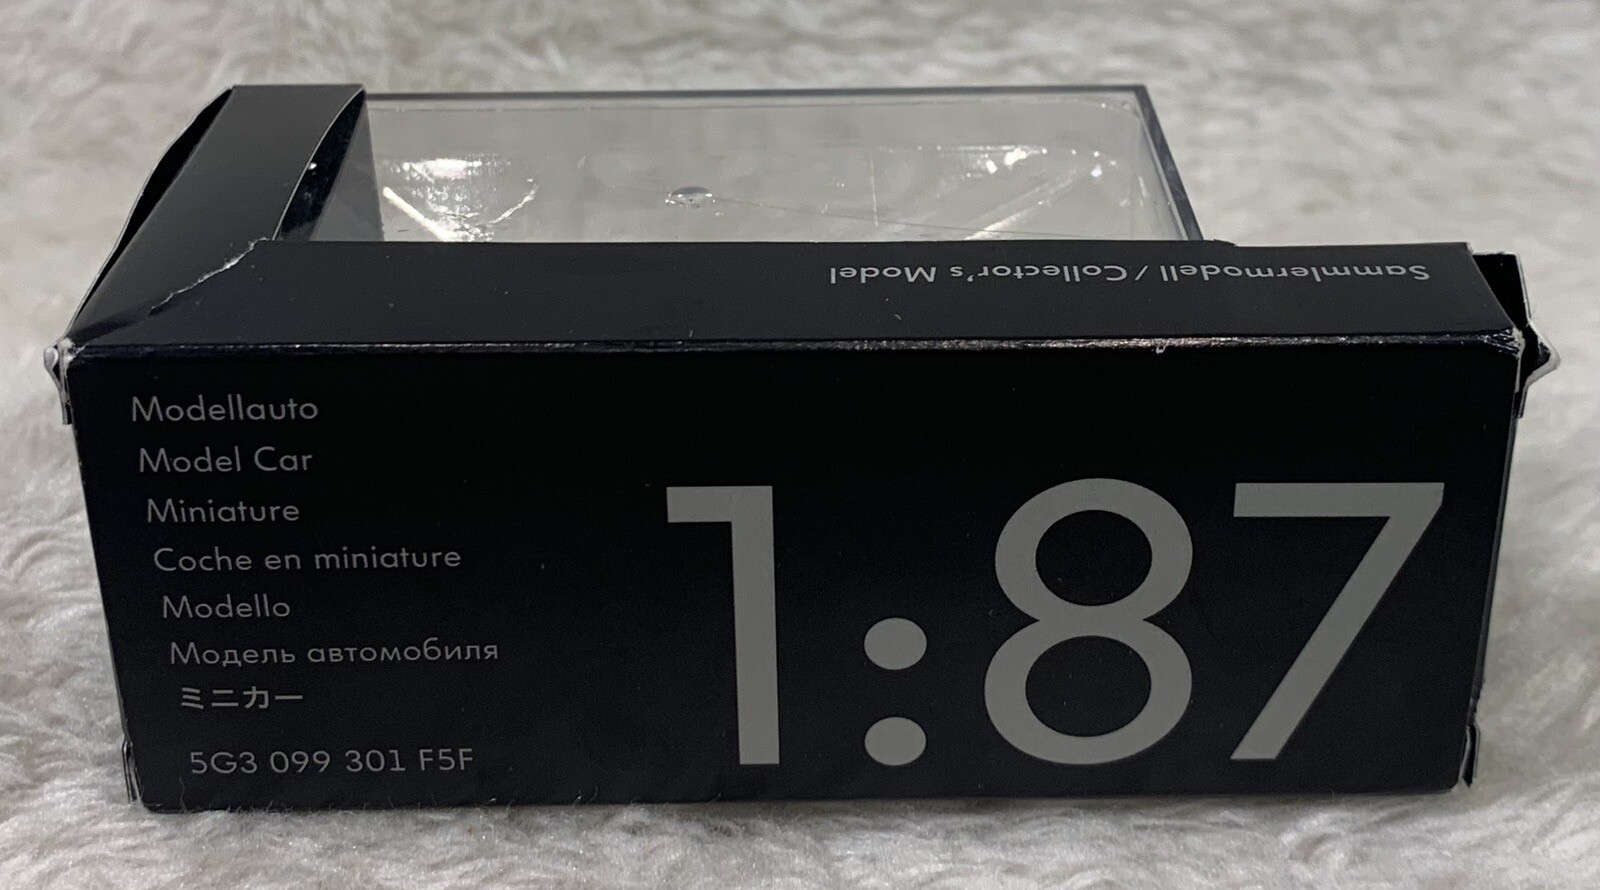 Sammlermodell / Collector's Model
Modellauto
Model Car
Miniature
Coche en miniature
Modello
Модель автомобиля
ミニカー
5G3 099 301 F5F
1:87